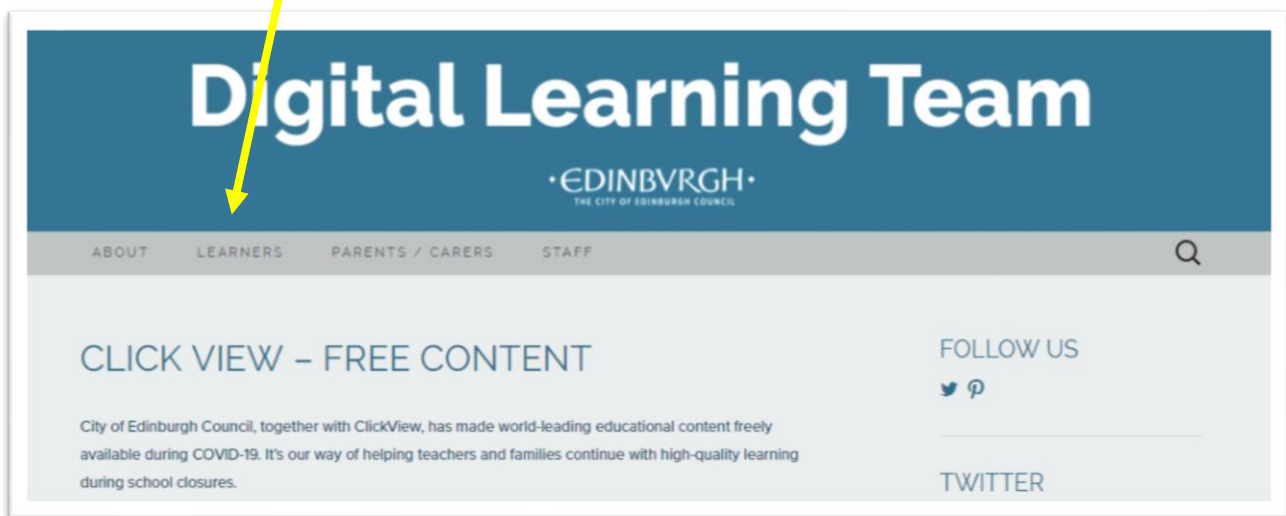 Digital Learning Team
• EDINBVRGH •
THE CITY OF EDINBURGH COUNCIL
ABOUT LEARNERS PARENTS / CARERS STAFF
CLICK VIEW – FREE CONTENT
City of Edinburgh Council, together with ClickView, has made world-leading educational content freely
available during COVID-19. It's our way of helping teachers and families continue with high-quality learning
during school closures.
FOLLOW US
TWITTER